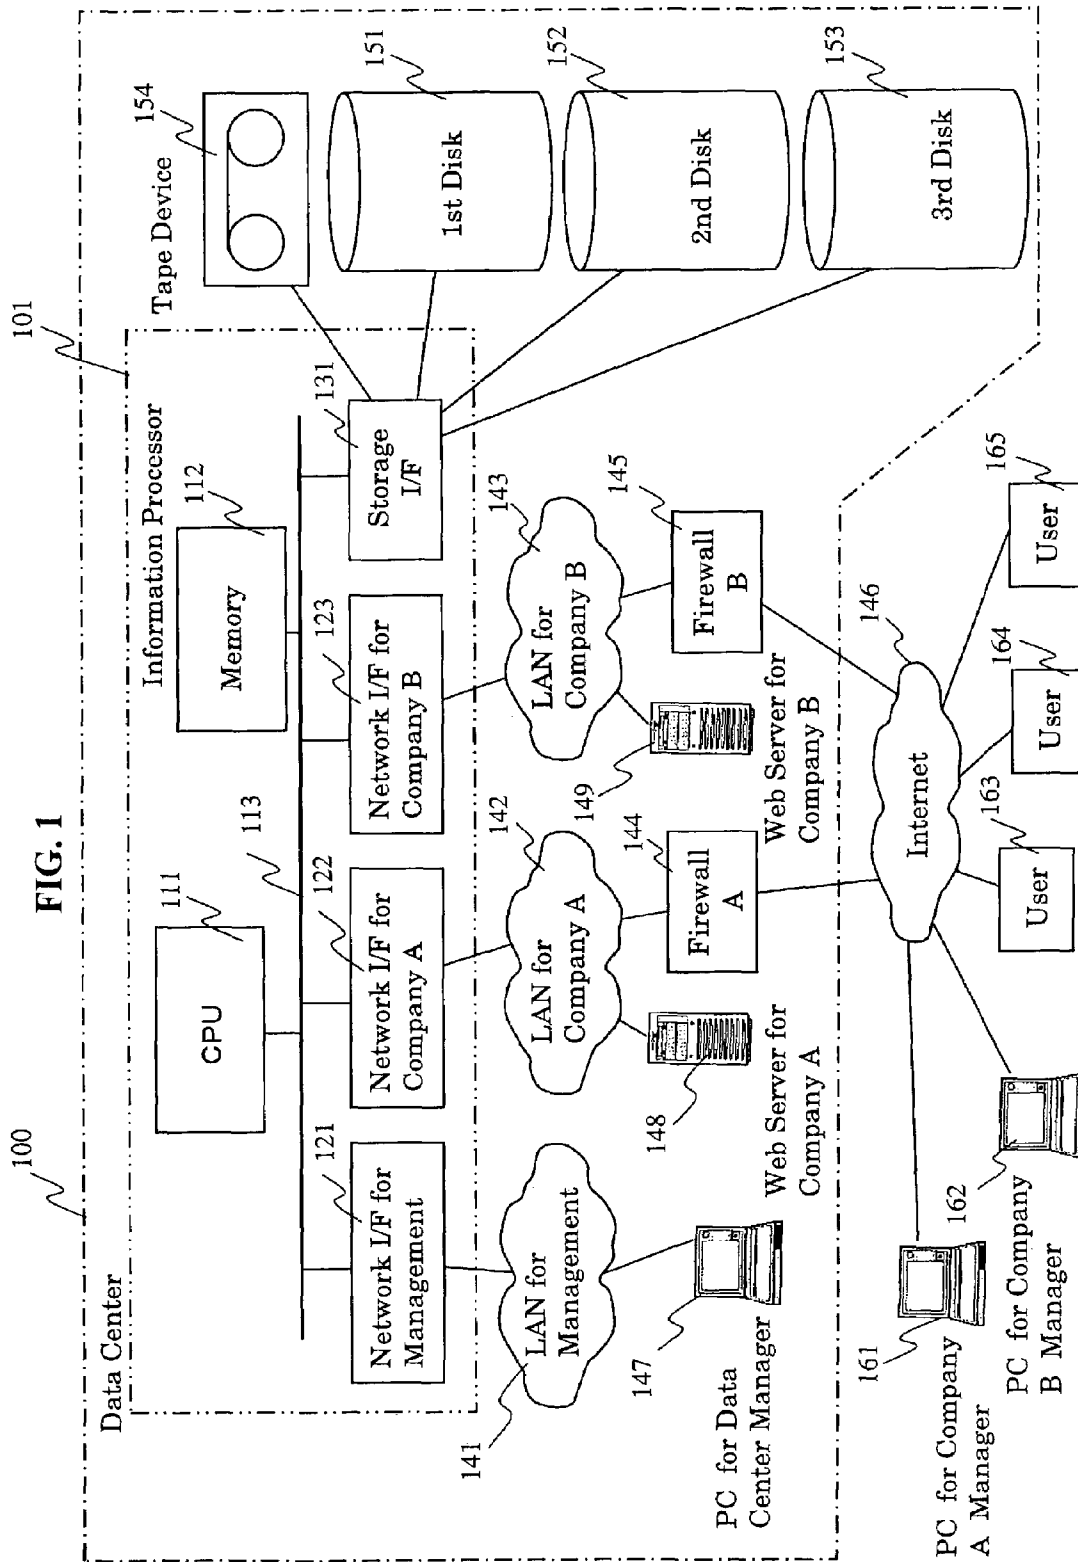 FIG. 1
100
101
Data Center
Information Processor
CPU
111
Memory
112
113
Network I/F for
Management
121
Network I/F for
Company A
122
Network I/F for
Company B
123
Storage
I/F
131
Tape Device
154
1st Disk
151
2nd Disk
152
3rd Disk
153
LAN for
Management
141
LAN for
Company A
142
LAN for
Company B
143
147
PC for Data
Center Manager
148
Web Server for
Company A
Firewall
A
144
149
Web Server for
Company B
Firewall
B
145
Internet
146
161
PC for Company
A Manager
162
PC for Company
B Manager
User
163
User
164
User
165